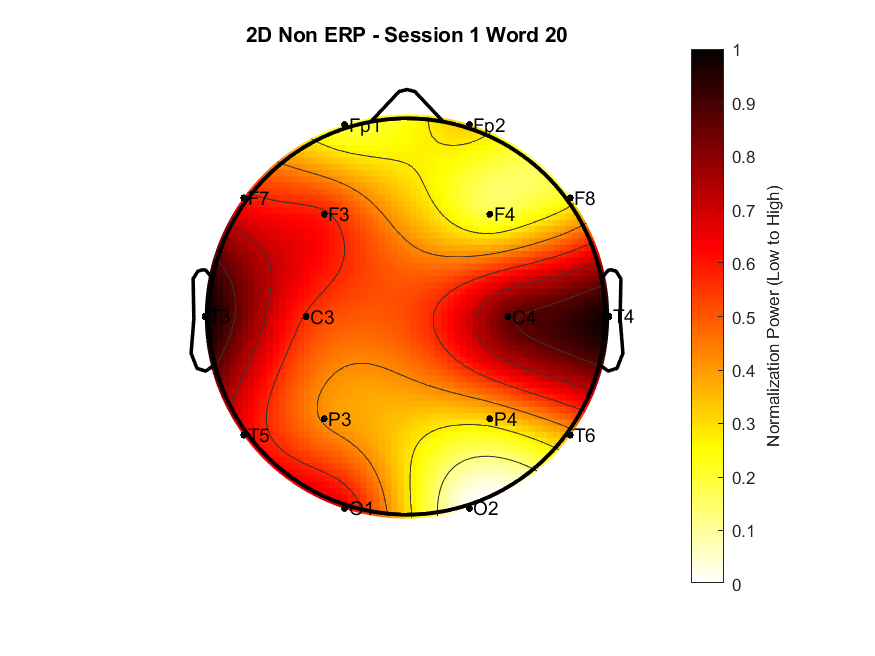 2D Non ERP - Session 1 Word 20
Fp1 Fp2
F7 F8
F3 F4
T3 C3 C4 T4
P3 P4
T5 T6
O1 O2
1
0.9
0.8
0.7
0.6
0.5
0.4
0.3
0.2
0.1
0
Normalization Power (Low to High)